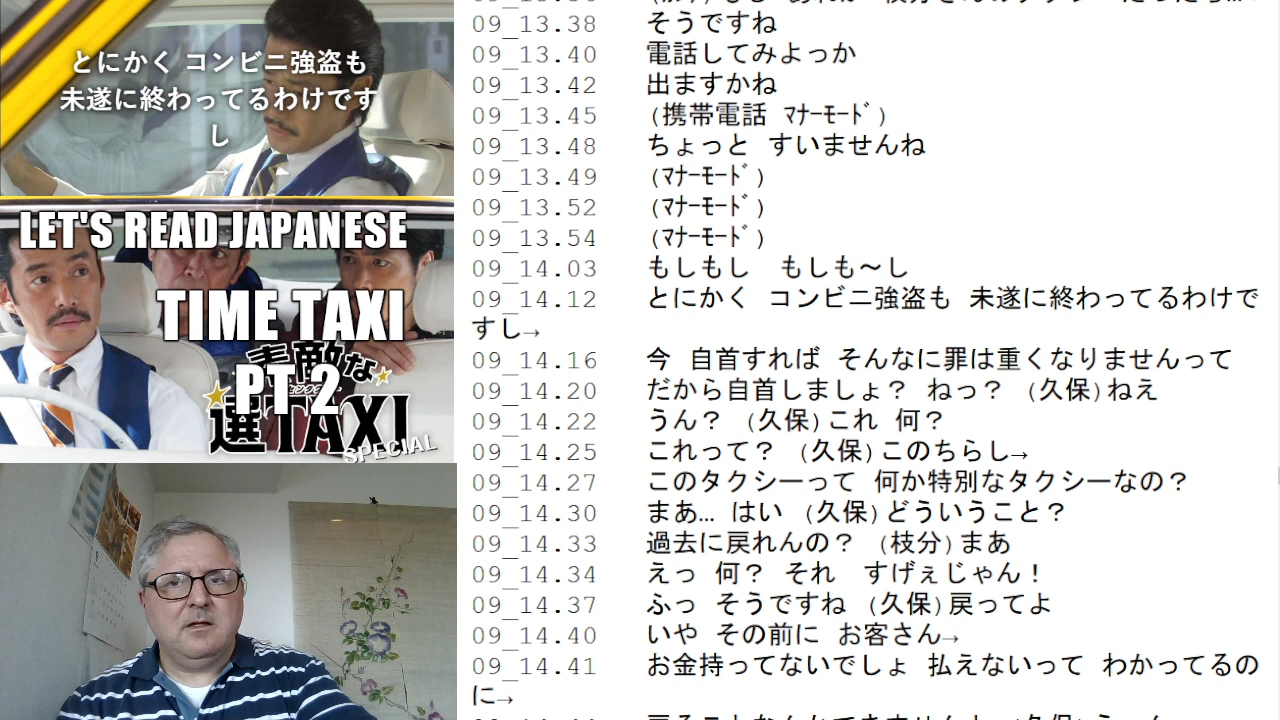 とにかく コンビニ強盗も
未遂に終わってるわけです
し
→
LET'S READ JAPANESE
TIME TAXI
PT 2
素敵な
選TAXI
SPECIAL
09_13.38 そうですね
09_13.40 電話してみよっか
09_13.42 出ますかね
09_13.45 (携帯電話 ﾏﾅｰﾓｰﾄﾞ)
09_13.48 ちょっと すいませんね
09_13.49 (ﾏﾅｰﾓｰﾄﾞ)
09_13.52 (ﾏﾅｰﾓｰﾄﾞ)
09_13.54 (ﾏﾅｰﾓｰﾄﾞ)
09_14.03 もしもし もしも～し
09_14.12 とにかく コンビニ強盗も 未遂に終わってるわけで
すし→
09_14.16 今 自首すれば そんなに罪は重くなりませんって
09_14.20 だから自首しましょ？ ねっ？ (久保)ねえ
09_14.22 うん？ (久保)これ 何？
09_14.25 これって？ (久保)このちらし→
09_14.27 このタクシーって 何か特別なタクシーなの？
09_14.30 まあ… はい (久保)どういうこと？
09_14.33 過去に戻れんの？ (枝分)まあ
09_14.34 えっ 何？ それ すげぇじゃん！
09_14.37 ふっ そうですね (久保)戻ってよ
09_14.40 いや その前に お客さん→
09_14.41 お金持ってないでしょ 払えないって わかってるの
に→